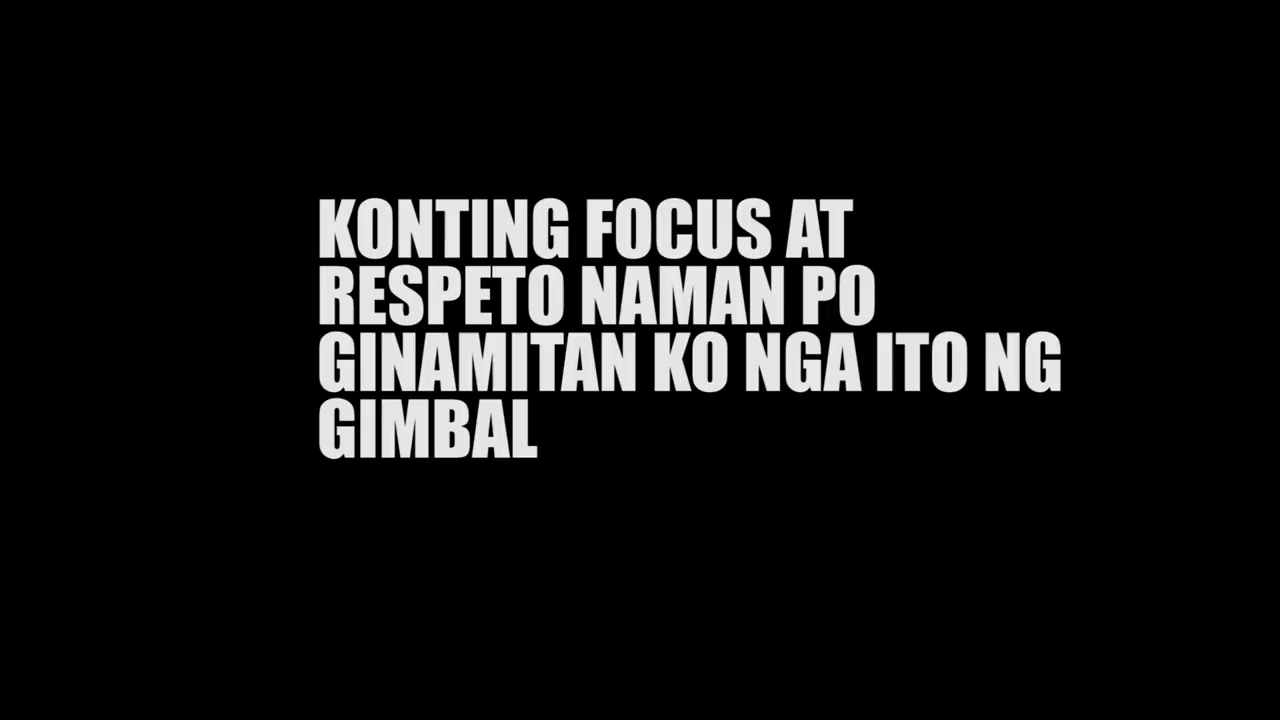 KONTING FOCUS AT
RESPETO NAMAN PO
GINAMITAN KO NGA ITO NG
GIMBAL